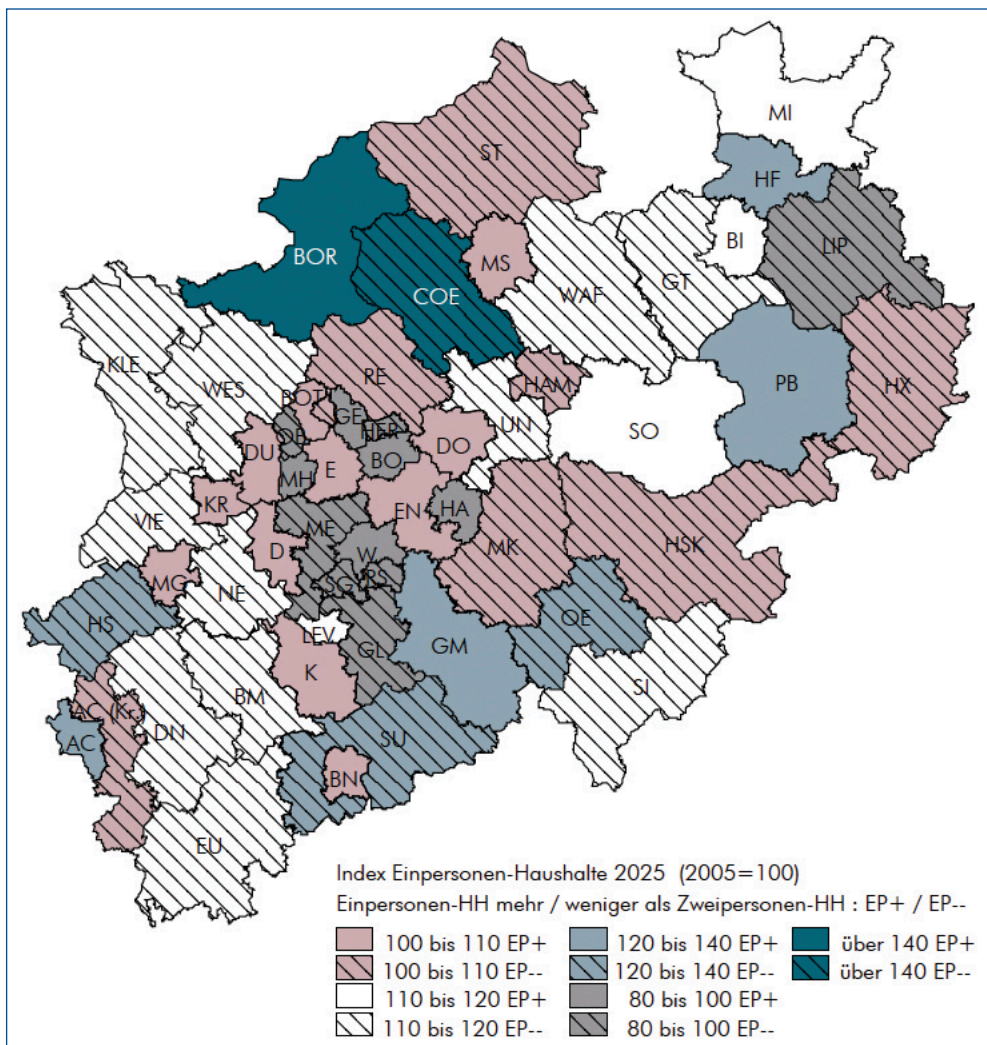 MI
ST
HF
BI
LIP
BOR
MS
COE
WAF
GT
KLE
WES
RE
HAM
PB
HX
BOT
GE
UN
OB
HER
DO
SO
DU
E
BO
MH
KR
EN
HA
VIE
ME
D
W
MK
HSK
MG
SG
RS
NE
HS
OE
LEV
GM
K
GL
SI
BM
AC (Kr.)
DN
AC
SU
BN
EU
Index Einpersonen-Haushalte 2025 (2005=100)
Einpersonen-HH mehr / weniger als Zweipersonen-HH : EP+ / EP--
100 bis 110 EP+ 120 bis 140 EP+ über 140 EP+
100 bis 110 EP-- 120 bis 140 EP-- über 140 EP--
110 bis 120 EP+ 80 bis 100 EP+
110 bis 120 EP-- 80 bis 100 EP--